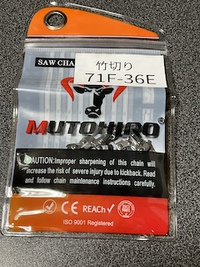 SAW CHA
竹切り
71F-36E
MUTOHIRO®
⚠CAUTION:Improper sharpening of this chain will
increase the risk of severe injury due to kickback. Read
and follow chain maintenance instructions carefully.
CE REACH✓
ISO 9001 Registered